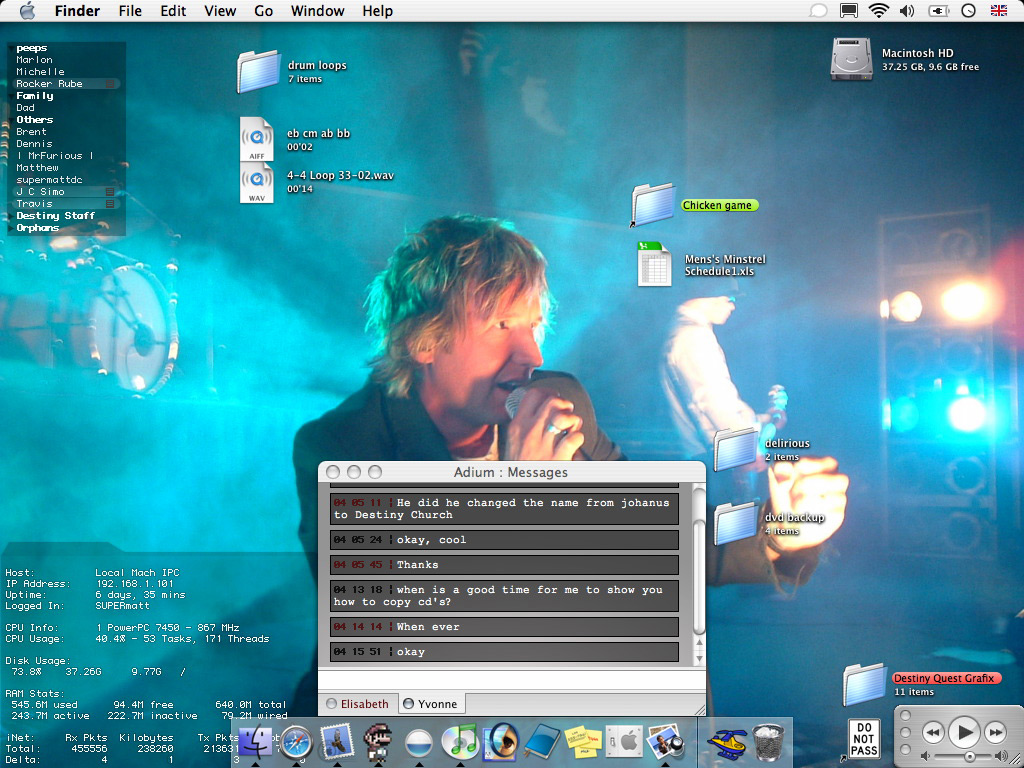 Finder File Edit View Go Window Help
peeps
Marlon
Michelle
Rocker Rube
Family
Dad
Others
Brent
Dennis
| MrFurious |
Matthew
supermattdc
J C Simo
Travis
Destiny Staff
Orphans
drum loops
7 items
eb cm ab bb
00'02
AIFF
4-4 Loop 33-02.wav
00'14
WAV
Macintosh HD
37.25 GB, 9.6 GB free
Chicken game
Mens's Minstrel
Schedule1.xls
delirious
2 items
dvd backup
4 items
Destiny Quest Grafix
11 items
DO
NOT
PASS
Adium : Messages
04 05 11 ¦ He did he changed the name from johanus
to Destiny Church
04 05 24 ¦ okay, cool
04 05 45 ¦ Thanks
04 13 18 ¦ when is a good time for me to show you
how to copy cd's?
04 14 14 ¦ When ever
04 15 51 ¦ okay
Elisabeth Yvonne
Host: Local Mach IPC
IP Address: 192.168.1.101
Uptime: 6 days, 35 mins
Logged In: SUPERmatt
CPU Info: 1 PowerPC 7450 - 867 MHz
CPU Usage: 40.4% - 53 Tasks, 171 Threads
Disk Usage:
73.8% 37.26G 9.77G /
RAM Stats:
545.6M used 94.4M free 640.0M total
243.7M active 222.7M inactive 79.2M wired
iNet: Rx Pkts Kilobytes Tx Pkts
Total: 455556 238260 213631
Delta: 4 1 3